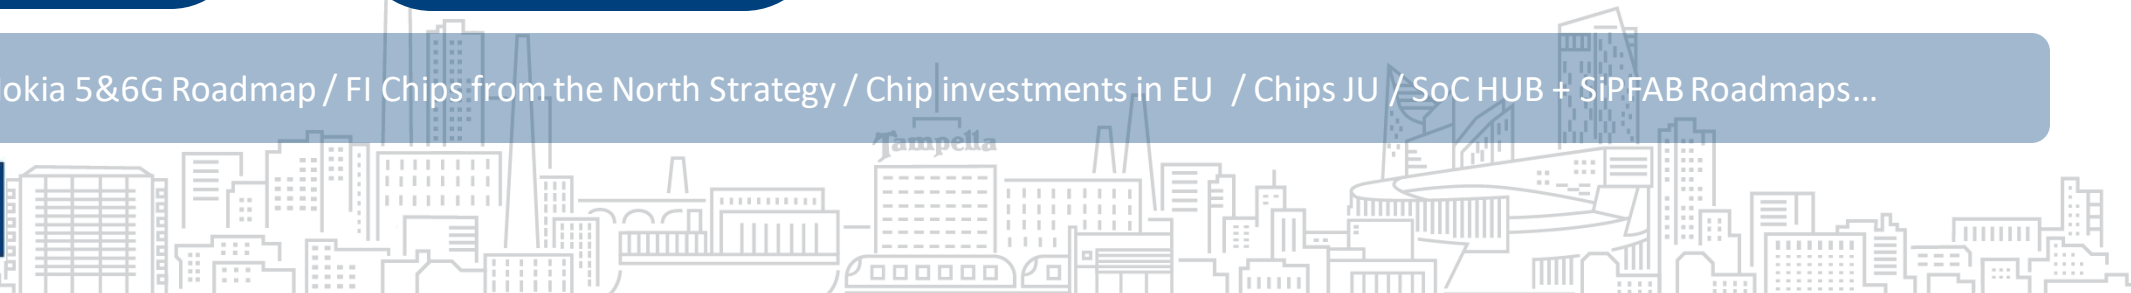 okia 5&6G Roadmap / FI Chips from the North Strategy / Chip investments in EU / Chips JU / SoC HUB + SiPFAB Roadmaps...
Tampella